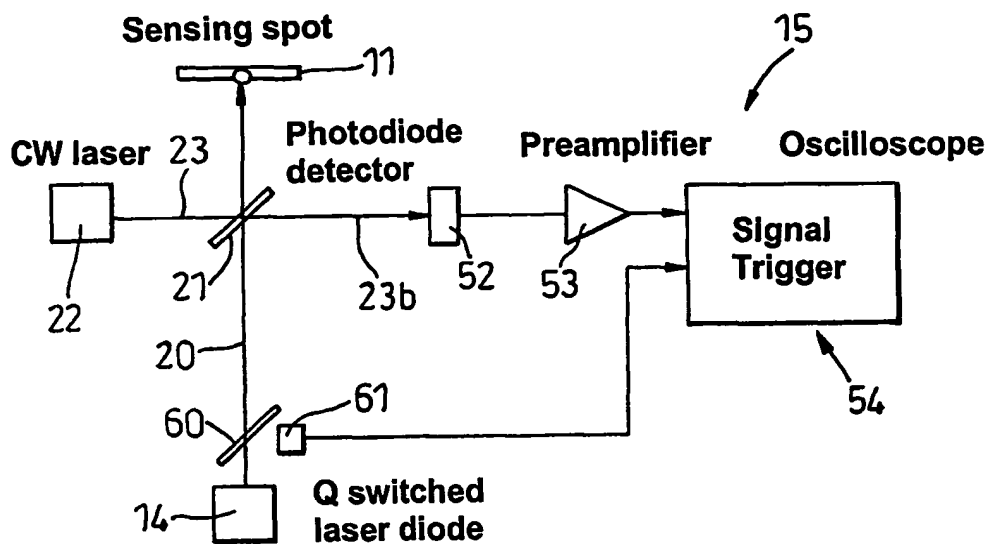 Sensing spot
11
15
CW laser
23
Photodiode
detector
Preamplifier
Oscilloscope
22
21
23b
52
53
Signal
Trigger
20
54
60
61
14
Q switched
laser diode